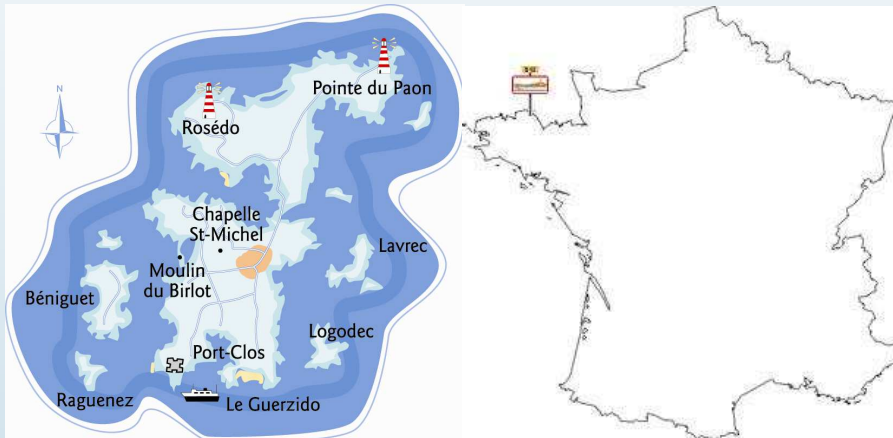 N
Pointe du Paon
Rosédo
Chapelle
St-Michel
Lavrec
Moulin
du Birlot
Béniguet
Logodec
Port-Clos
Raguenez
Le Guerzido